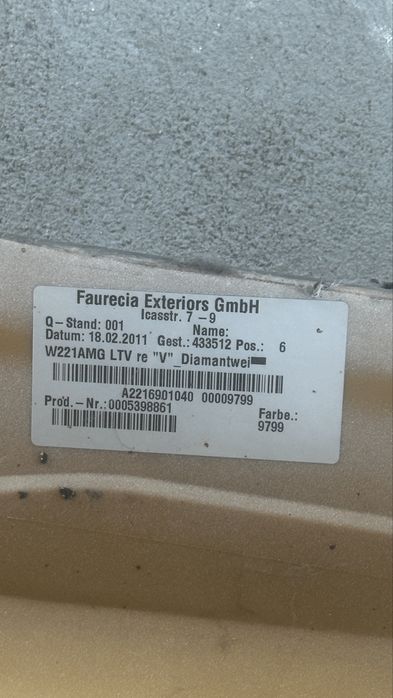 Faurecia Exteriors GmbH
Icasstr. 7 -9
Q-Stand: 001 Name:
Datum: 18.02.2011 Gest.: 433512 Pos.: 6
W221AMG LTV re "V"_Diamantwei
A2216901040 00009799
Prod.-Nr.:0005398861 Farbe.:
9799